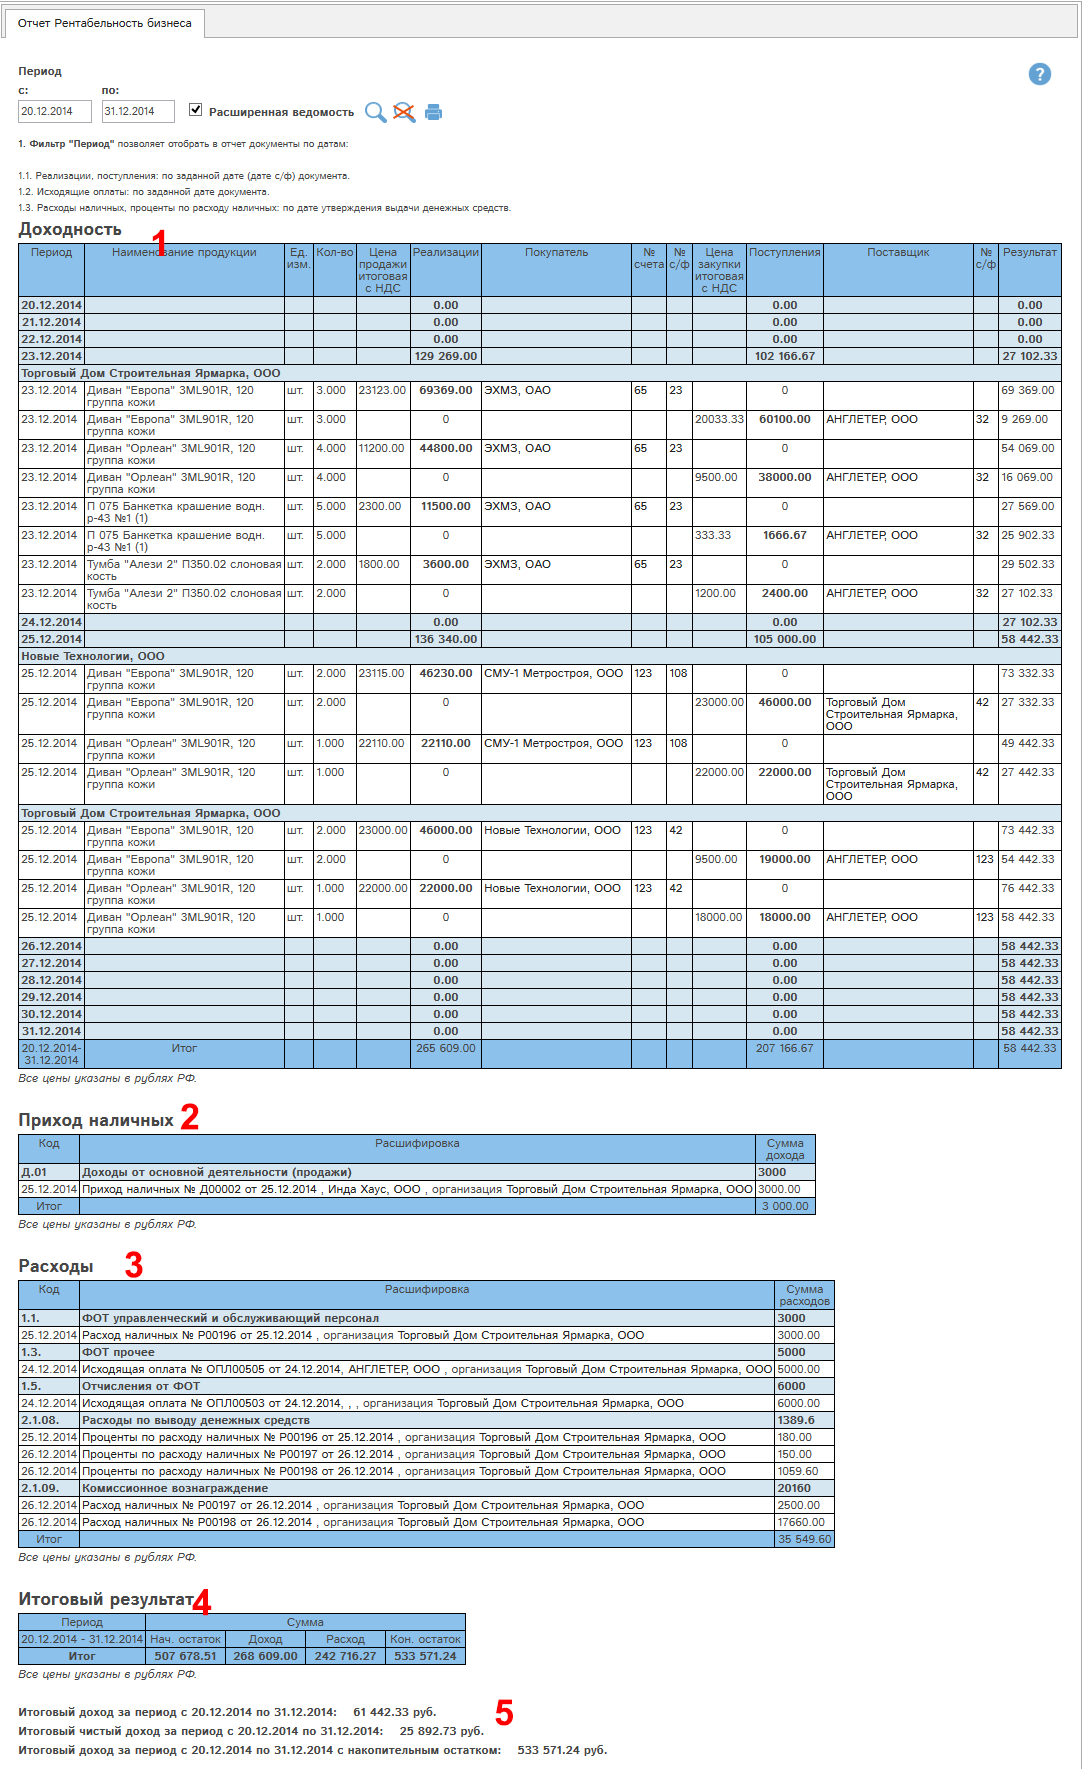 Отчет Рентабельность бизнеса
?
Период
с: по:
20.12.2014 31.12.2014 Расширенная ведомость
1. Фильтр "Период" позволяет отобрать в отчет документы по датам:
1.1. Реализации, поступления: по заданной дате (дате с/ф) документа.
1.2. Исходящие оплаты: по заданной дате документа.
1.3. Расходы наличных, проценты по расходу наличных: по дате утверждения выдачи денежных средств.
Доходность 1
Период Наименование продукции Ед. изм. Кол-во Цена продажи итоговая с НДС Реализации Покупатель № счета № с/ф Цена закупки итоговая с НДС Поступления Поставщик № с/ф Результат
20.12.2014 0.00 0.00 0.00
21.12.2014 0.00 0.00 0.00
22.12.2014 0.00 0.00 0.00
23.12.2014 129 269.00 102 166.67 27 102.33
Торговый Дом Строительная Ярмарка, ООО
23.12.2014 Диван "Европа" 3ML901R, 120 группа кожи шт. 3.000 23123.00 69369.00 ЭХМЗ, ОАО 65 23 0 69 369.00
23.12.2014 Диван "Европа" 3ML901R, 120 группа кожи шт. 3.000 0 20033.33 60100.00 АНГЛЕТЕР, ООО 32 9 269.00
23.12.2014 Диван "Орлеан" 3ML901R, 120 группа кожи шт. 4.000 11200.00 44800.00 ЭХМЗ, ОАО 65 23 0 54 069.00
23.12.2014 Диван "Орлеан" 3ML901R, 120 группа кожи шт. 4.000 0 9500.00 38000.00 АНГЛЕТЕР, ООО 32 16 069.00
23.12.2014 П 075 Банкетка крашение водн. р-43 №1 (1) шт. 5.000 2300.00 11500.00 ЭХМЗ, ОАО 65 23 0 27 569.00
23.12.2014 П 075 Банкетка крашение водн. р-43 №1 (1) шт. 5.000 0 333.33 1666.67 АНГЛЕТЕР, ООО 32 25 902.33
23.12.2014 Тумба "Алези 2" П350.02 слоновая кость шт. 2.000 1800.00 3600.00 ЭХМЗ, ОАО 65 23 0 29 502.33
23.12.2014 Тумба "Алези 2" П350.02 слоновая кость шт. 2.000 0 1200.00 2400.00 АНГЛЕТЕР, ООО 32 27 102.33
24.12.2014 0.00 0.00 27 102.33
25.12.2014 136 340.00 105 000.00 58 442.33
Новые Технологии, ООО
25.12.2014 Диван "Европа" 3ML901R, 120 группа кожи шт. 2.000 23115.00 46230.00 СМУ-1 Метростроя, ООО 123 108 0 73 332.33
25.12.2014 Диван "Европа" 3ML901R, 120 группа кожи шт. 2.000 0 23000.00 46000.00 Торговый Дом Строительная Ярмарка, ООО 42 27 332.33
25.12.2014 Диван "Орлеан" 3ML901R, 120 группа кожи шт. 1.000 22110.00 22110.00 СМУ-1 Метростроя, ООО 123 108 0 49 442.33
25.12.2014 Диван "Орлеан" 3ML901R, 120 группа кожи шт. 1.000 0 22000.00 22000.00 Торговый Дом Строительная Ярмарка, ООО 42 27 442.33
Торговый Дом Строительная Ярмарка, ООО
25.12.2014 Диван "Европа" 3ML901R, 120 группа кожи шт. 2.000 23000.00 46000.00 Новые Технологии, ООО 123 42 0 73 442.33
25.12.2014 Диван "Европа" 3ML901R, 120 группа кожи шт. 2.000 0 9500.00 19000.00 АНГЛЕТЕР, ООО 123 54 442.33
25.12.2014 Диван "Орлеан" 3ML901R, 120 группа кожи шт. 1.000 22000.00 22000.00 Новые Технологии, ООО 123 42 0 76 442.33
25.12.2014 Диван "Орлеан" 3ML901R, 120 группа кожи шт. 1.000 0 18000.00 18000.00 АНГЛЕТЕР, ООО 123 58 442.33
26.12.2014 0.00 0.00 58 442.33
27.12.2014 0.00 0.00 58 442.33
28.12.2014 0.00 0.00 58 442.33
29.12.2014 0.00 0.00 58 442.33
30.12.2014 0.00 0.00 58 442.33
31.12.2014 0.00 0.00 58 442.33
20.12.2014-31.12.2014 Итог 265 609.00 207 166.67 58 442.33
Все цены указаны в рублях РФ.
Приход наличных 2
Код Расшифировка Сумма дохода
Д.01 Доходы от основной деятельности (продажи) 3000
25.12.2014 Приход наличных № Д00002 от 25.12.2014 , Инда Хаус, ООО , организация Торговый Дом Строительная Ярмарка, ООО 3000.00
Итог 3 000.00
Все цены указаны в рублях РФ.
Расходы 3
Код Расшифировка Сумма расходов
1.1. ФОТ управленческий и обслуживающий персонал 3000
25.12.2014 Расход наличных № Р00196 от 25.12.2014 , организация Торговый Дом Строительная Ярмарка, ООО 3000.00
1.3. ФОТ прочее 5000
24.12.2014 Исходящая оплата № ОПЛ00505 от 24.12.2014, АНГЛЕТЕР, ООО , организация Торговый Дом Строительная Ярмарка, ООО 5000.00
1.5. Отчисления от ФОТ 6000
24.12.2014 Исходящая оплата № ОПЛ00503 от 24.12.2014, , , организация Торговый Дом Строительная Ярмарка, ООО 6000.00
2.1.08. Расходы по выводу денежных средств 1389.6
25.12.2014 Проценты по расходу наличных № Р00196 от 25.12.2014 , организация Торговый Дом Строительная Ярмарка, ООО 180.00
26.12.2014 Проценты по расходу наличных № Р00197 от 26.12.2014 , организация Торговый Дом Строительная Ярмарка, ООО 150.00
26.12.2014 Проценты по расходу наличных № Р00198 от 26.12.2014 , организация Торговый Дом Строительная Ярмарка, ООО 1059.60
2.1.09. Комиссионное вознаграждение 20160
26.12.2014 Расход наличных № Р00197 от 26.12.2014 , организация Торговый Дом Строительная Ярмарка, ООО 2500.00
26.12.2014 Расход наличных № Р00198 от 26.12.2014 , организация Торговый Дом Строительная Ярмарка, ООО 17660.00
Итог 35 549.60
Все цены указаны в рублях РФ.
Итоговый результат 4
Период Сумма
20.12.2014 - 31.12.2014 Нач. остаток Доход Расход Кон. остаток
Итог 507 678.51 268 609.00 242 716.27 533 571.24
Все цены указаны в рублях РФ.
Итоговый доход за период с 20.12.2014 по 31.12.2014: 61 442.33 руб. 5
Итоговый чистый доход за период с 20.12.2014 по 31.12.2014: 25 892.73 руб.
Итоговый доход за период с 20.12.2014 по 31.12.2014 с накопительным остатком: 533 571.24 руб.